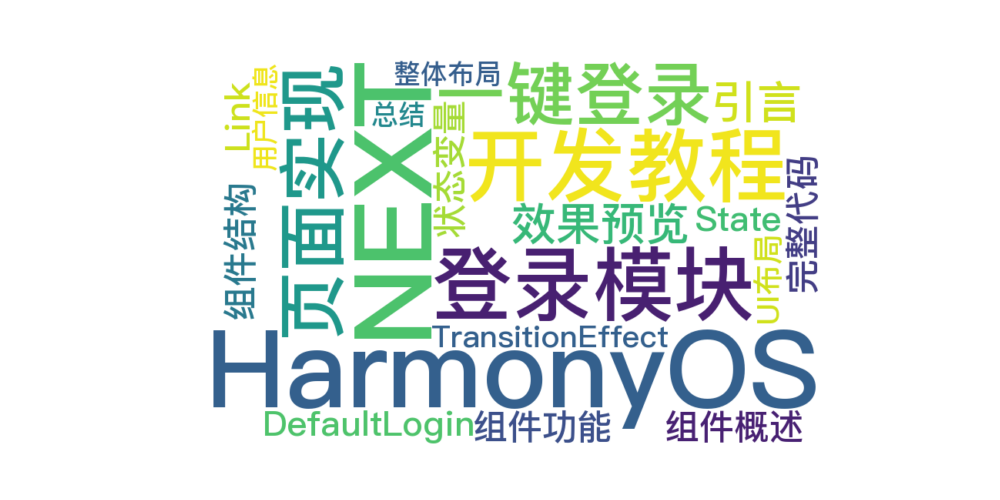 整体布局
键登录
引言
Link
用户信息
页面实现
NEXT
总结
一
状态变量
开发教程
组件结构
效果预览
State
完整代码
UI布局
登录模块
TransitionEffect
HarmonyOS
DefaultLogin
组件功能
组件概述